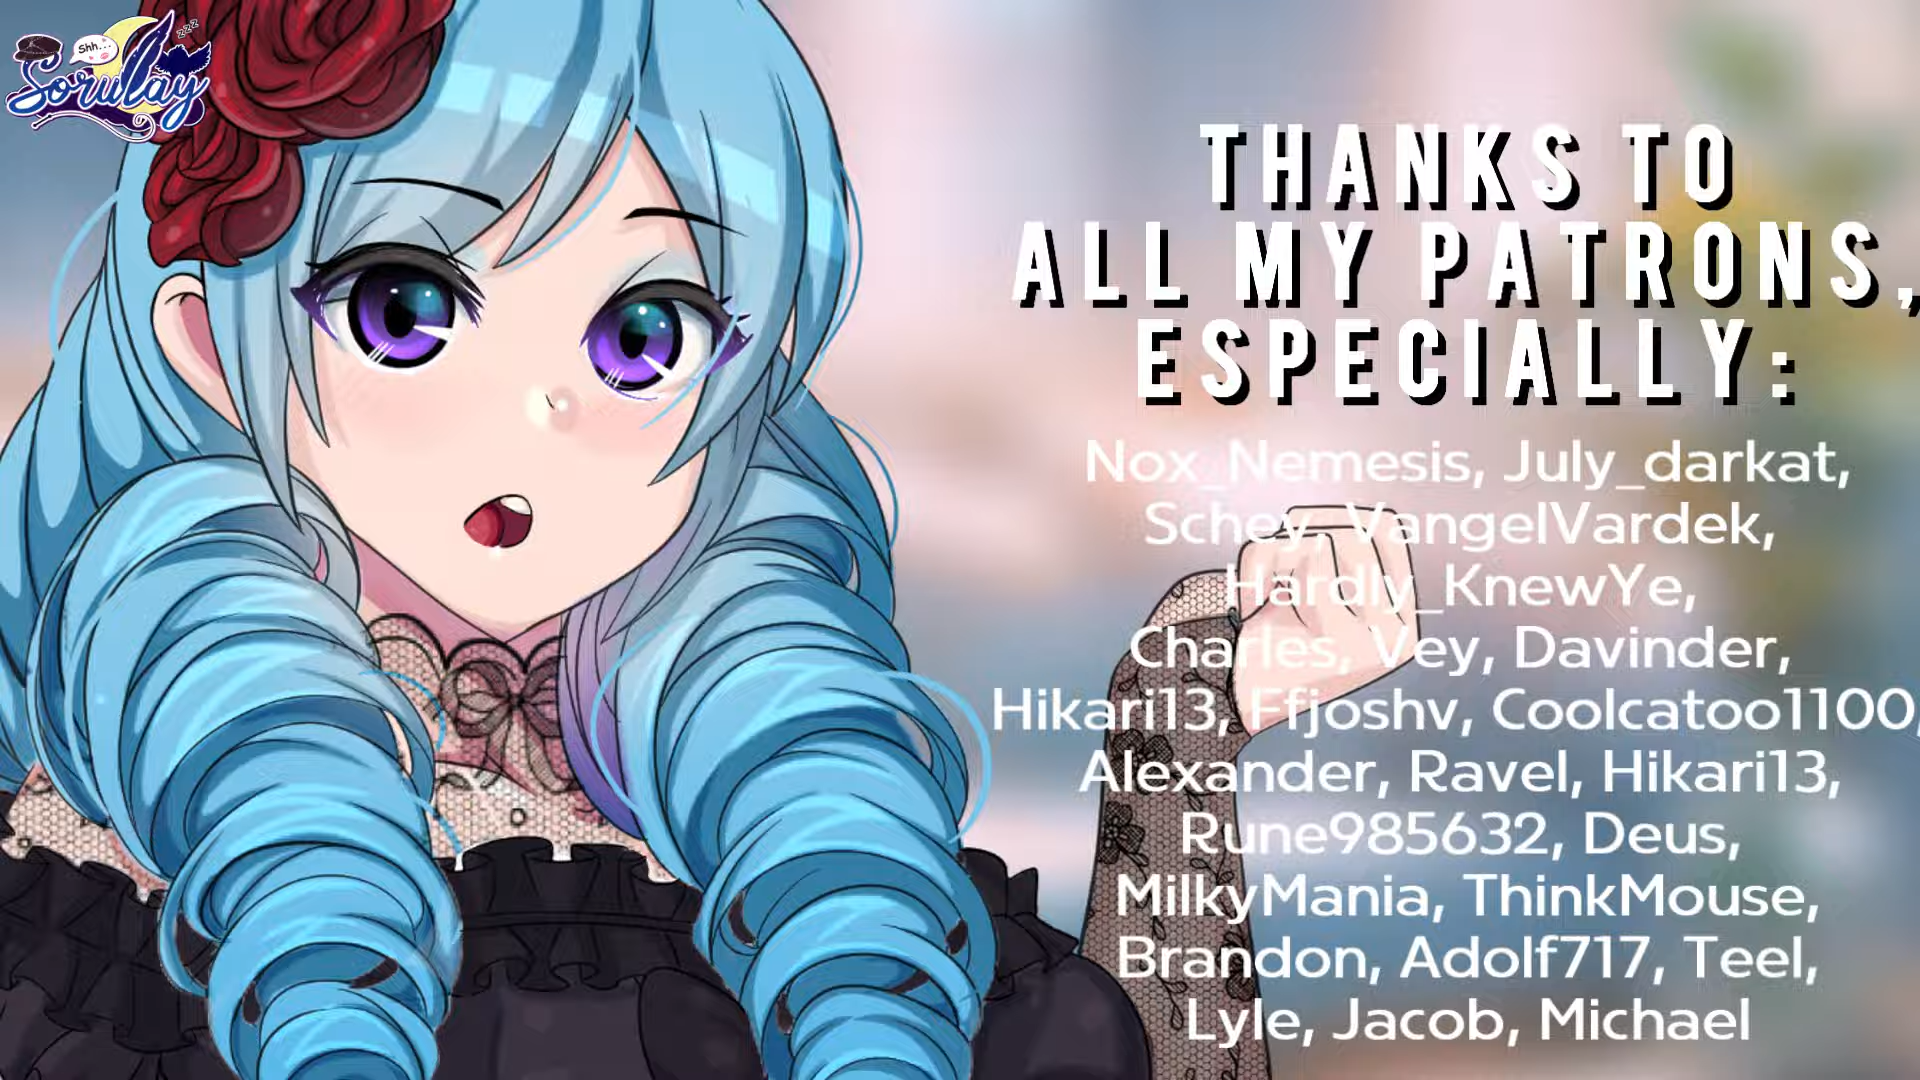 Shh...
zzz
Sorulay
THANKS TO
ALL MY PATRONS,
ESPECIALLY:
Nox_Nemesis, July_darkat,
Schey, VangelVardek,
Hardly_KnewYe,
Charles, Vey, Davinder,
Hikari13, Ffjoshv, Coolcatoo1100,
Alexander, Ravel, Hikari13,
Rune985632, Deus,
MilkyMania, ThinkMouse,
Brandon, Adolf717, Teel,
Lyle, Jacob, Michael